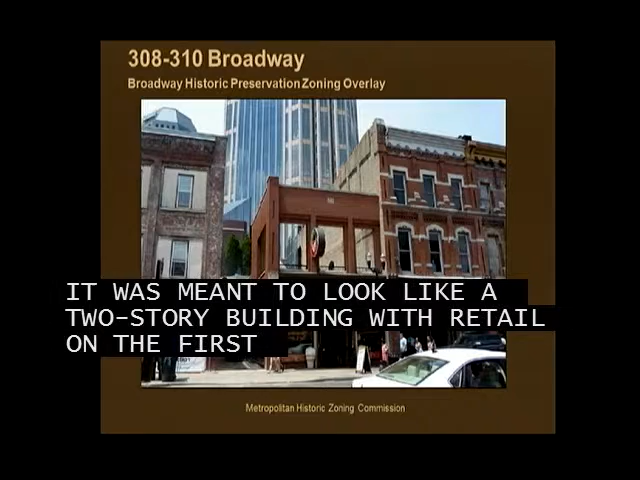 308-310 Broadway
Broadway Historic Preservation Zoning Overlay
IT WAS MEANT TO LOOK LIKE A
TWO-STORY BUILDING WITH RETAIL
ON THE FIRST
Metropolitan Historic Zoning Commission